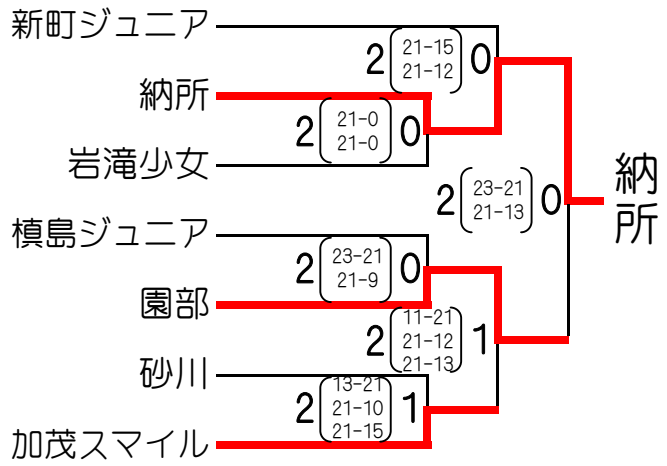 新町ジュニア
2 21-15 0
21-12
納所
2 21-0 0
21-0
岩滝少女
2 23-21 0
21-13
納所
槙島ジュニア
2 23-21 0
21-9
園部
2 11-21 1
21-12
21-13
砂川
2 13-21 1
21-10
21-15
加茂スマイル